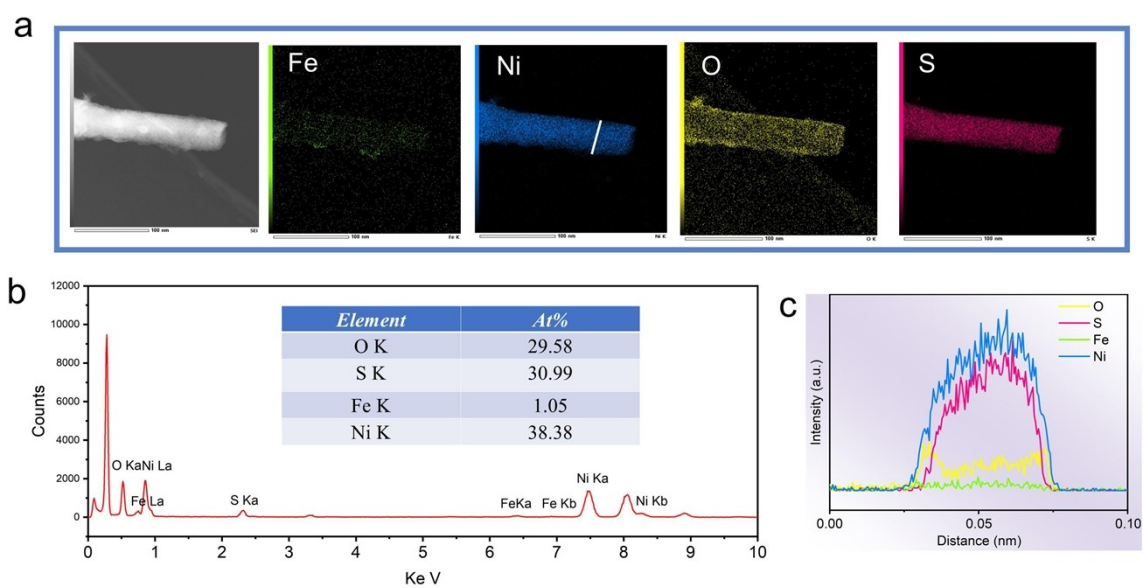 a
Fe
Ni
O
S
100 nm
100 nm
Fe K
100 nm
Ni K
100 nm
O K
100 nm
S K
b
12000
10000
8000
6000
4000
2000
0
Counts
Element At%
O K 29.58
S K 30.99
Fe K 1.05
Ni K 38.38
O Ka Ni La
Fe La
S Ka
FeKa
Fe Kb
Ni Ka
Ni Kb
0 1 2 3 4 5 6 7 8 9 10
Ke V
c
O
S
Fe
Ni
Intensity (a.u.)
0.00 0.05 0.10
Distance (nm)